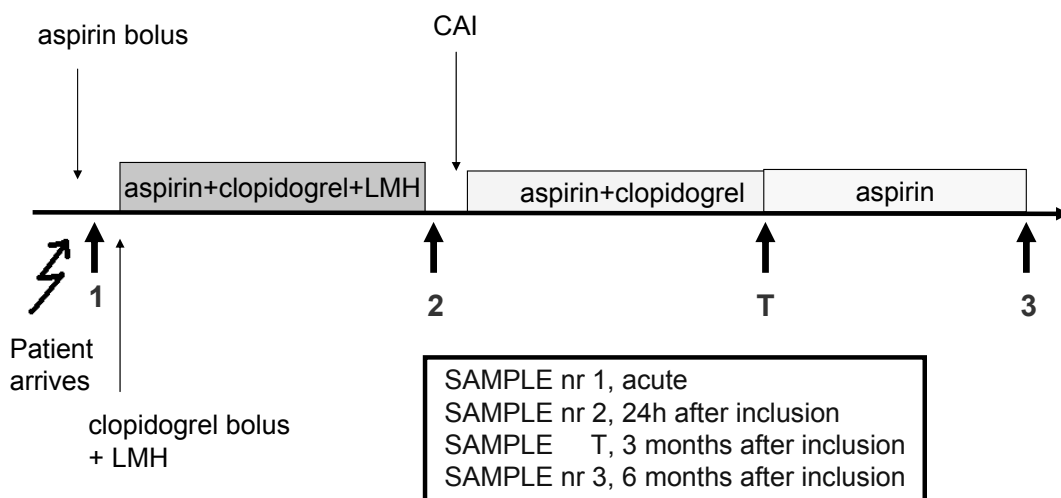 aspirin bolus
CAI
aspirin+clopidogrel+LMH
aspirin+clopidogrel
aspirin
1
2
T
3
Patient
arrives
clopidogrel bolus
+ LMH
SAMPLE nr 1, acute
SAMPLE nr 2, 24h after inclusion
SAMPLE T, 3 months after inclusion
SAMPLE nr 3, 6 months after inclusion